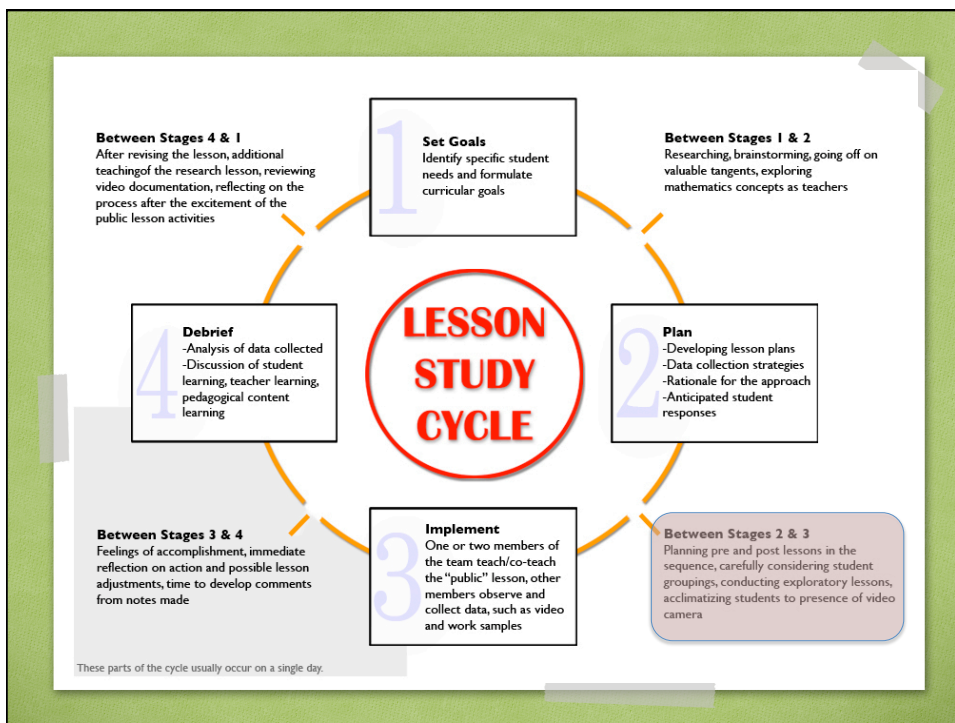 Between Stages 4 & 1
After revising the lesson, additional
teachingof the research lesson, reviewing
video documentation, reflecting on the
process after the excitement of the
public lesson activities
1
Set Goals
Identify specific student
needs and formulate
curricular goals
Between Stages 1 & 2
Researching, brainstorming, going off on
valuable tangents, exploring
mathematics concepts as teachers
4
Debrief
-Analysis of data collected
-Discussion of student
learning, teacher learning,
pedagogical content
learning
LESSON
STUDY
CYCLE
2
Plan
-Developing lesson plans
-Data collection strategies
-Rationale for the approach
-Anticipated student
responses
Between Stages 3 & 4
Feelings of accomplishment, immediate
reflection on action and possible lesson
adjustments, time to develop comments
from notes made
3
Implement
One or two members of
the team teach/co-teach
the “public” lesson, other
members observe and
collect data, such as video
and work samples
Between Stages 2 & 3
Planning pre and post lessons in the
sequence, carefully considering student
groupings, conducting exploratory lessons,
acclimatizing students to presence of video
camera
These parts of the cycle usually occur on a single day.